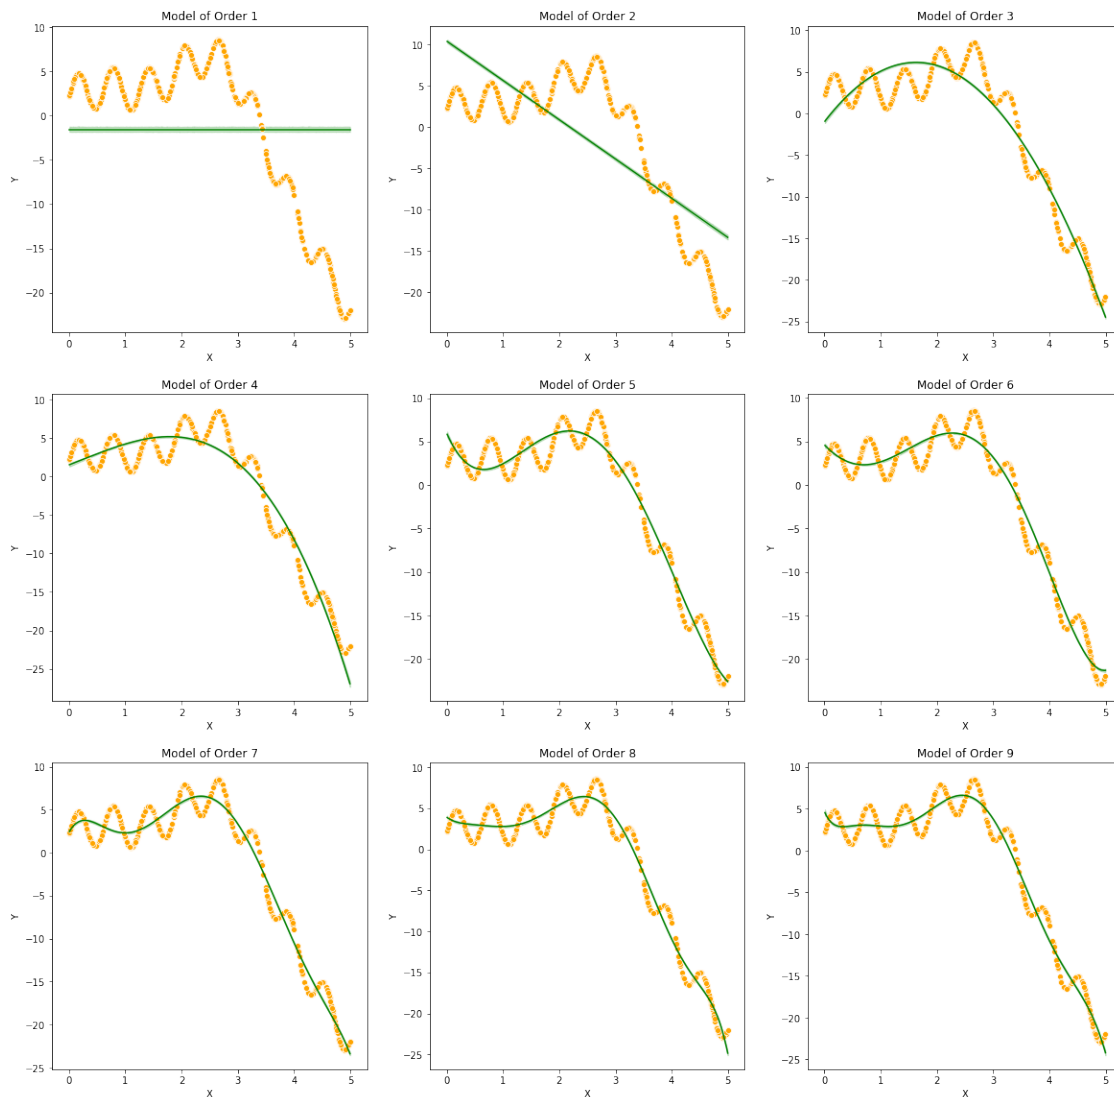 Model of Order 1
10
5
0
−5
−10
−15
−20
Y
0 1 2 3 4 5
X
Model of Order 2
10
5
0
−5
−10
−15
−20
Y
0 1 2 3 4 5
X
Model of Order 3
10
5
0
−5
−10
−15
−20
−25
Y
0 1 2 3 4 5
X
Model of Order 4
10
5
0
−5
−10
−15
−20
−25
Y
0 1 2 3 4 5
X
Model of Order 5
10
5
0
−5
−10
−15
−20
Y
0 1 2 3 4 5
X
Model of Order 6
10
5
0
−5
−10
−15
−20
Y
0 1 2 3 4 5
X
Model of Order 7
10
5
0
−5
−10
−15
−20
−25
Y
0 1 2 3 4 5
X
Model of Order 8
10
5
0
−5
−10
−15
−20
−25
Y
0 1 2 3 4 5
X
Model of Order 9
10
5
0
−5
−10
−15
−20
−25
Y
0 1 2 3 4 5
X